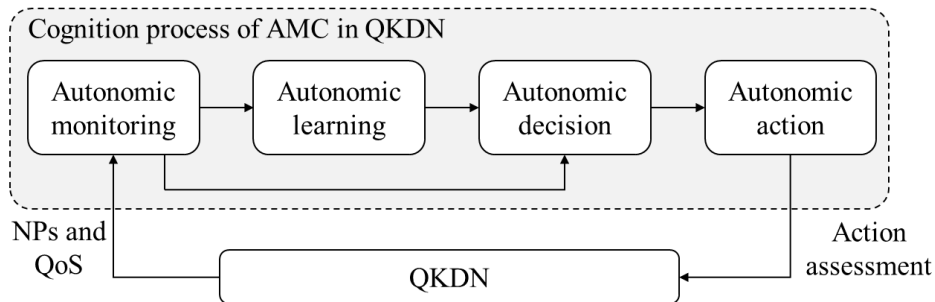 Cognition process of AMC in QKDN
Autonomic
monitoring
Autonomic
learning
Autonomic
decision
Autonomic
action
NPs and
QoS
QKDN
Action
assessment